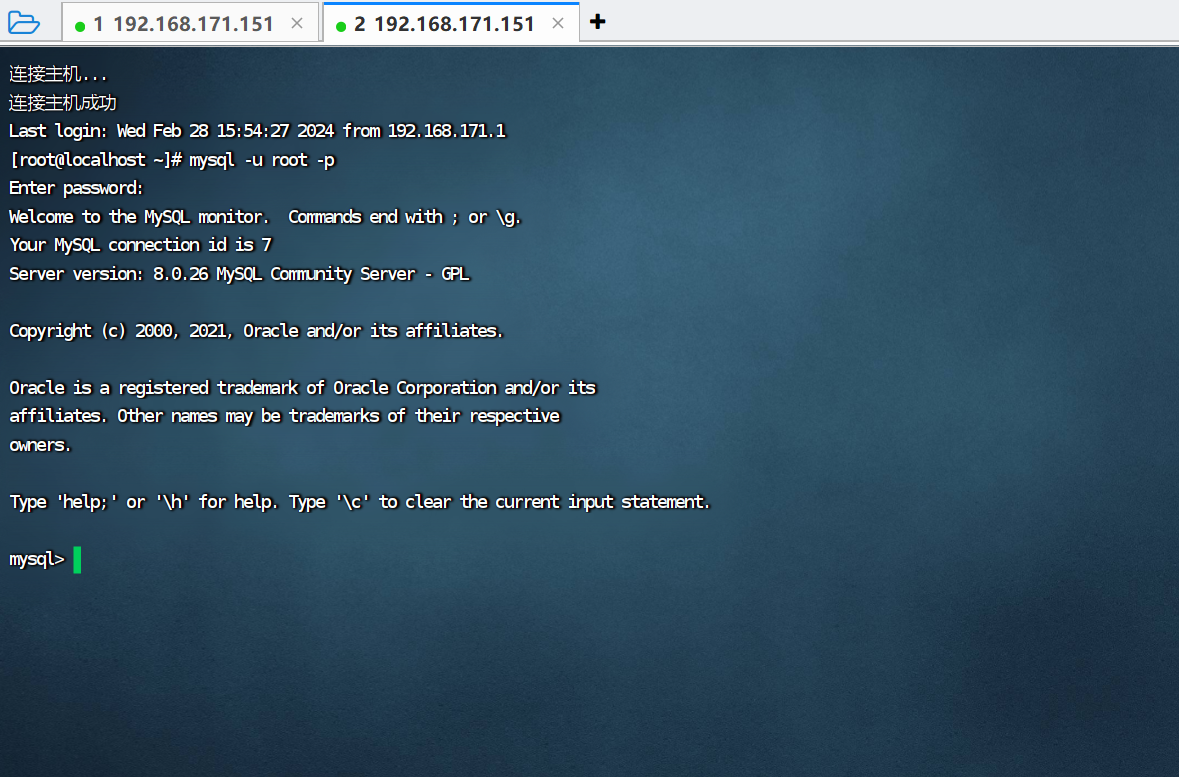 1 192.168.171.151 ×
2 192.168.171.151 × +
连接主机...
连接主机成功
Last login: Wed Feb 28 15:54:27 2024 from 192.168.171.1
[root@localhost ~]# mysql -u root -p
Enter password:
Welcome to the MySQL monitor.  Commands end with ; or \g.
Your MySQL connection id is 7
Server version: 8.0.26 MySQL Community Server - GPL
Copyright (c) 2000, 2021, Oracle and/or its affiliates.
Oracle is a registered trademark of Oracle Corporation and/or its
affiliates. Other names may be trademarks of their respective
owners.
Type 'help;' or '\h' for help. Type '\c' to clear the current input statement.
mysql>